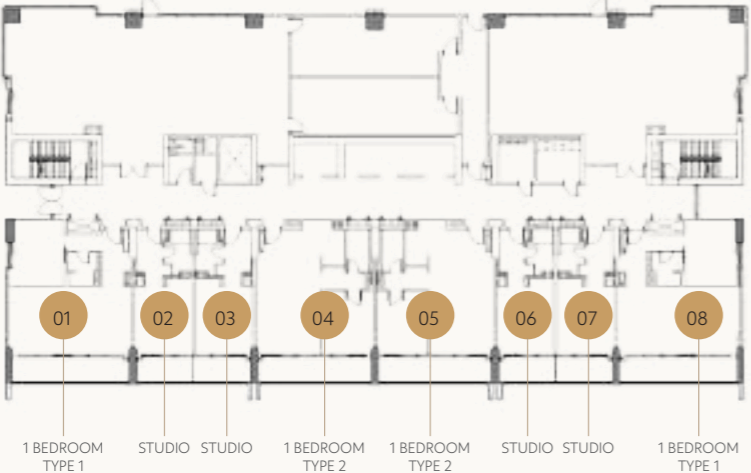 01 02 03 04 05 06 07 08
1 BEDROOM STUDIO STUDIO 1 BEDROOM 1 BEDROOM STUDIO STUDIO 1 BEDROOM
TYPE 1 TYPE 2 TYPE 2 TYPE 1